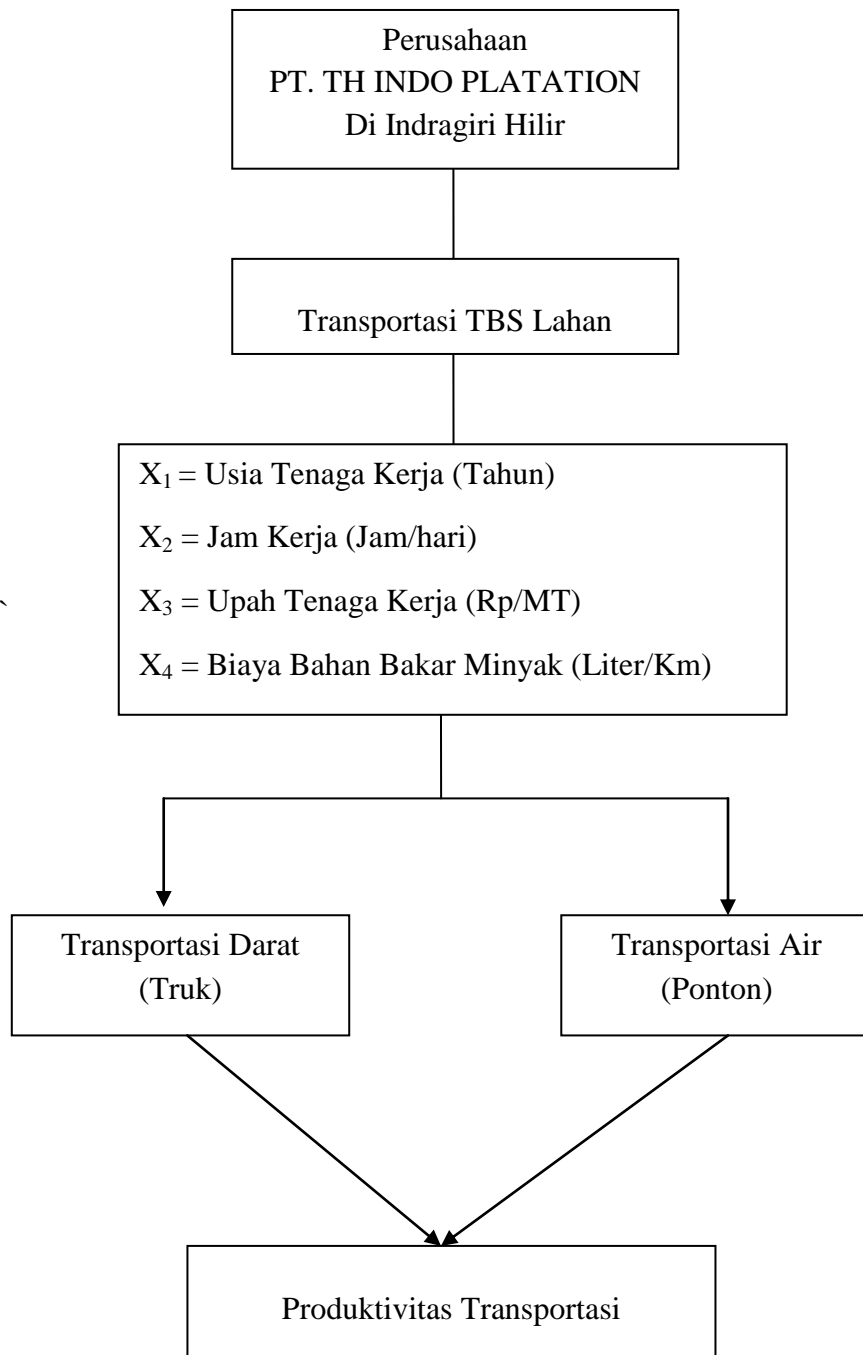 Perusahaan
PT. TH INDO PLATATION
Di Indragiri Hilir
Transportasi TBS Lahan
X₁ = Usia Tenaga Kerja (Tahun)
X₂ = Jam Kerja (Jam/hari)
`
X₃ = Upah Tenaga Kerja (Rp/MT)
X₄ = Biaya Bahan Bakar Minyak (Liter/Km)
Transportasi Darat
(Truk)
Transportasi Air
(Ponton)
Produktivitas Transportasi